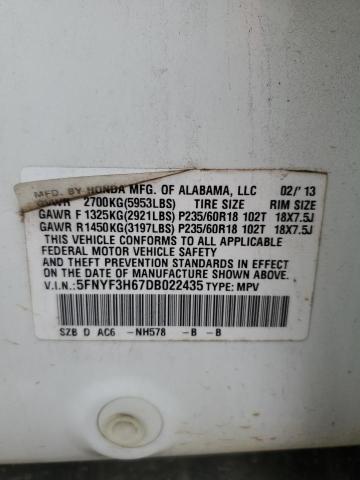 MFD. BY HONDA MFG. OF ALABAMA, LLC 02/' 13
GVWR 2700KG(5953LBS) TIRE SIZE RIM SIZE
GAWR F 1325KG(2921LBS) P235/60R18 102T 18X7.5J
GAWR R1450KG(3197LBS) P235/60R18 102T 18X7.5J
THIS VEHICLE CONFORMS TO ALL APPLICABLE
FEDERAL MOTOR VEHICLE SAFETY
AND THEFT PREVENTION STANDARDS IN EFFECT
ON THE DATE OF MANUFACTURE SHOWN ABOVE.
V.I.N.: 5FNYF3H67DB022435 TYPE: MPV
SZB D AC6 -NH578 -B -B